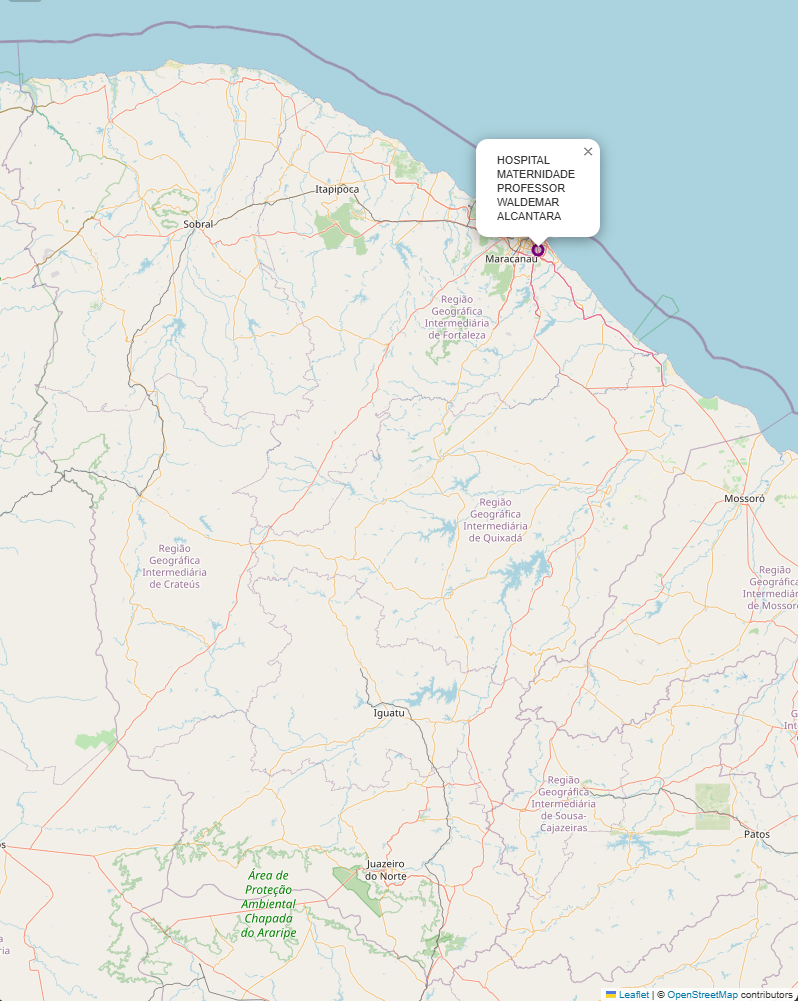 HOSPITAL
MATERNIDADE
PROFESSOR
WALDEMAR
ALCANTARA
×
Itapipoca
Sobral
Maracanaú
Região
Geográfica
Intermediária
de Fortaleza
Mossoró
Região
Geográfica
Intermediária
de Quixadá
Região
Geográfica
Intermediária
de Crateús
Região
Geográfica
Intermediár
de Mossoró
Iguatu
Região
Geográfica
Intermediária
de Sousa-
Cajazeiras
Patos
Juazeiro
do Norte
Área de
Proteção
Ambiental
Chapada
do Araripe
Leaflet | © OpenStreetMap contributors